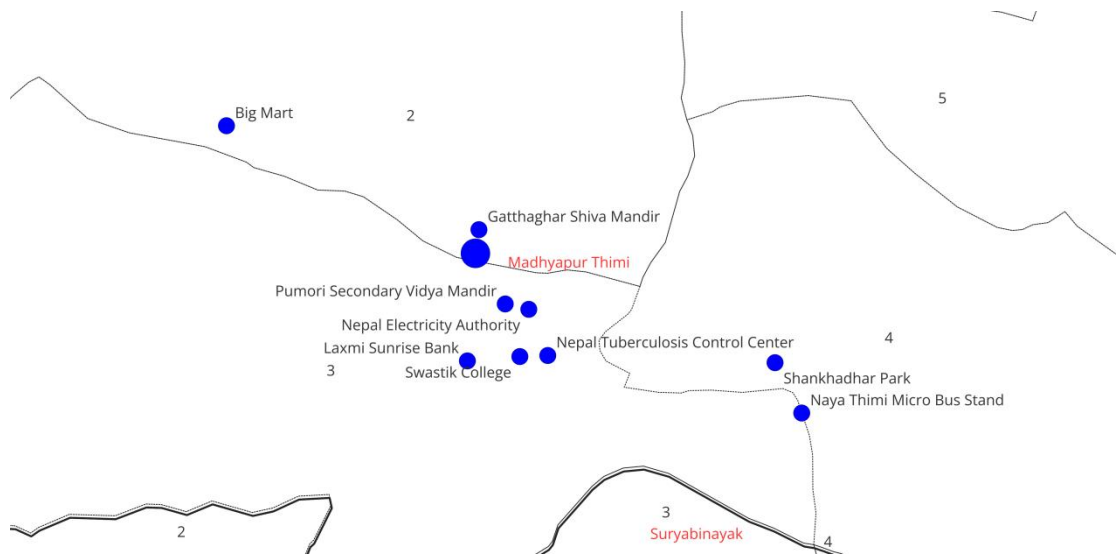 5
Big Mart
2
Gatthaghar Shiva Mandir
Madhyapur Thimi
Pumori Secondary Vidya Mandir
Nepal Electricity Authority
4
Laxmi Sunrise Bank
Nepal Tuberculosis Control Center
3
Swastik College
Shankhadhar Park
Naya Thimi Micro Bus Stand
3
2
Suryabinayak
4